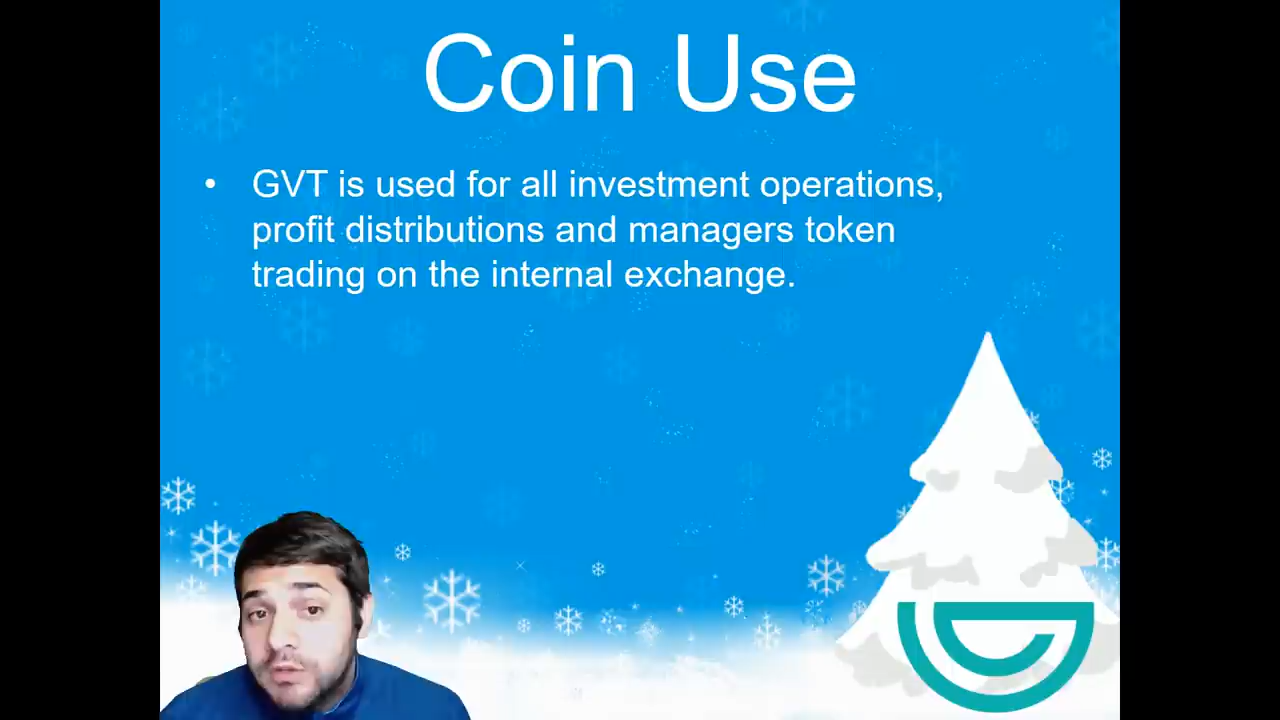 Coin Use
• GVT is used for all investment operations,
profit distributions and managers token
trading on the internal exchange.